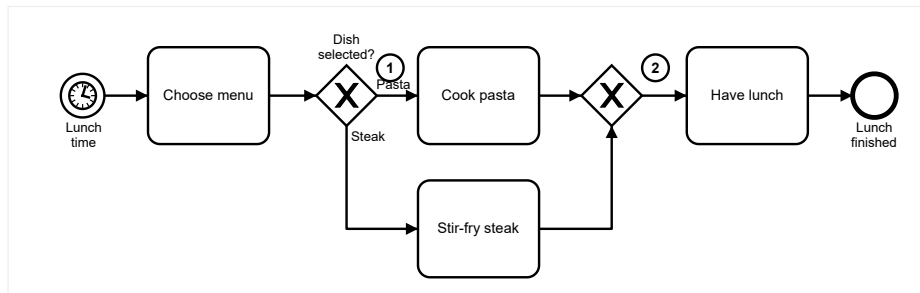 Dish
selected?
1
2
Pasta
Choose menu
Cook pasta
Have lunch
Lunch
time
Steak
Lunch
finished
Stir-fry steak